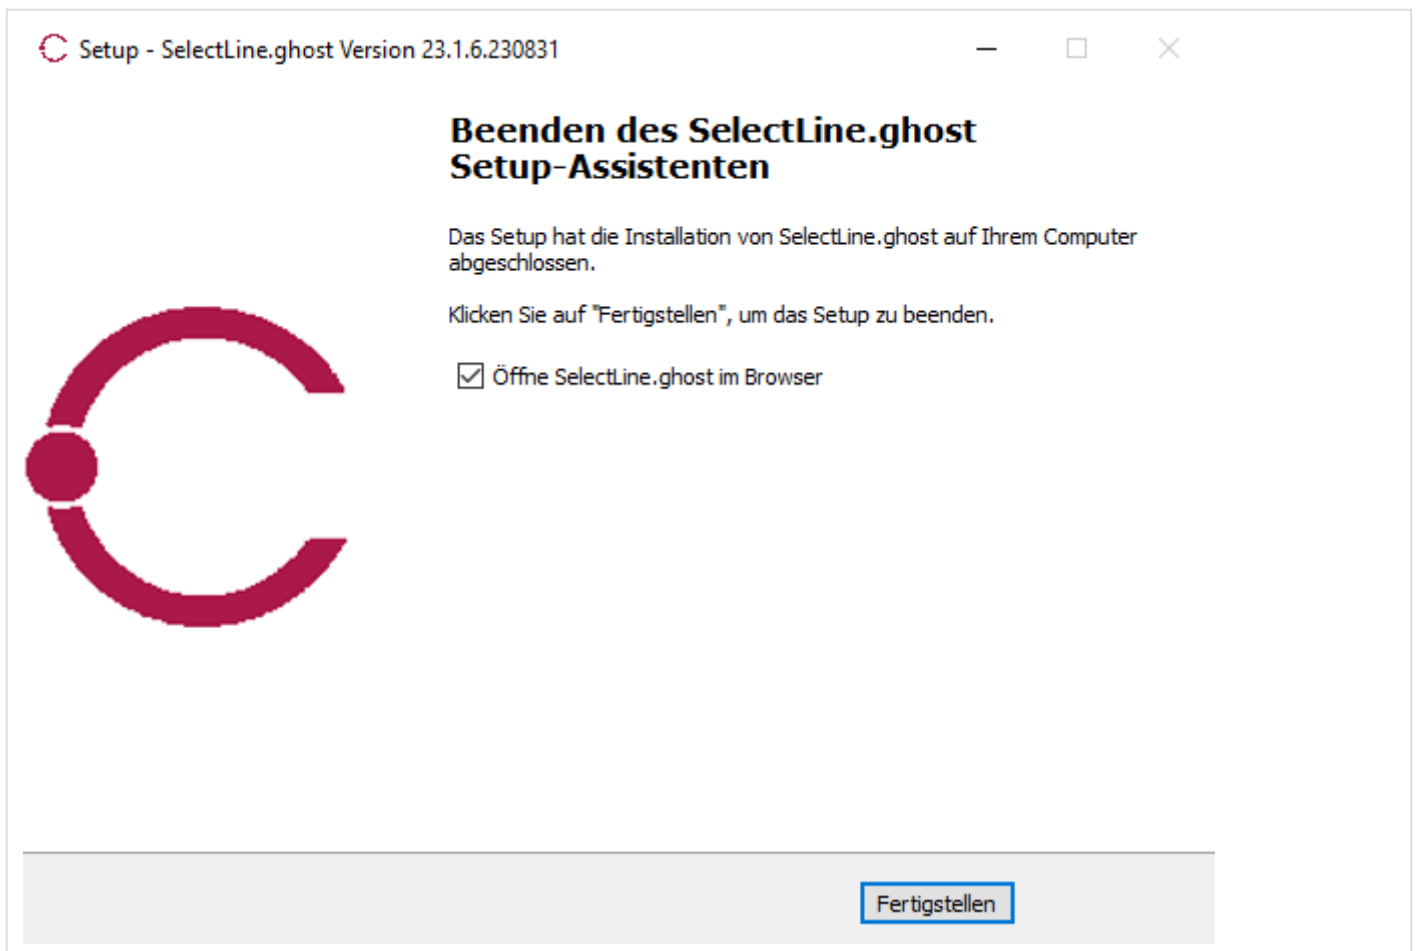 Setup - SelectLine.ghost Version 23.1.6.230831
Beenden des SelectLine.ghost
Setup-Assistenten
Das Setup hat die Installation von SelectLine.ghost auf Ihrem Computer
abgeschlossen.
Klicken Sie auf "Fertigstellen", um das Setup zu beenden.
Öffne SelectLine.ghost im Browser
Fertigstellen